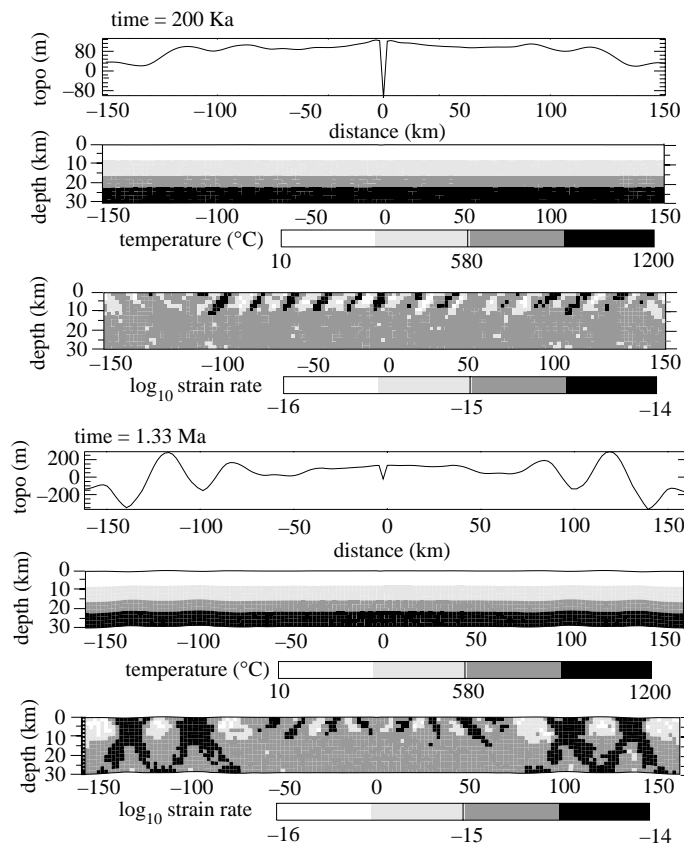 time = 200 Ka
topo (m)
80
0
−80
−150 −100 −50 0 50 100 150
distance (km)
depth (km)
0
10
20
30
−150 −100 −50 0 50 100 150
temperature (°C)
10 580 1200
depth (km)
0
10
20
30
−150 −100 −50 0 50 100 150
log10 strain rate
−16 −15 −14
time = 1.33 Ma
topo (m)
200
0
−200
−150 −100 −50 0 50 100 150
distance (km)
depth (km)
0
10
20
30
−150 −100 −50 0 50 100 150
temperature (°C)
10 580 1200
depth (km)
0
10
20
30
−150 −100 −50 0 50 100 150
log10 strain rate
−16 −15 −14